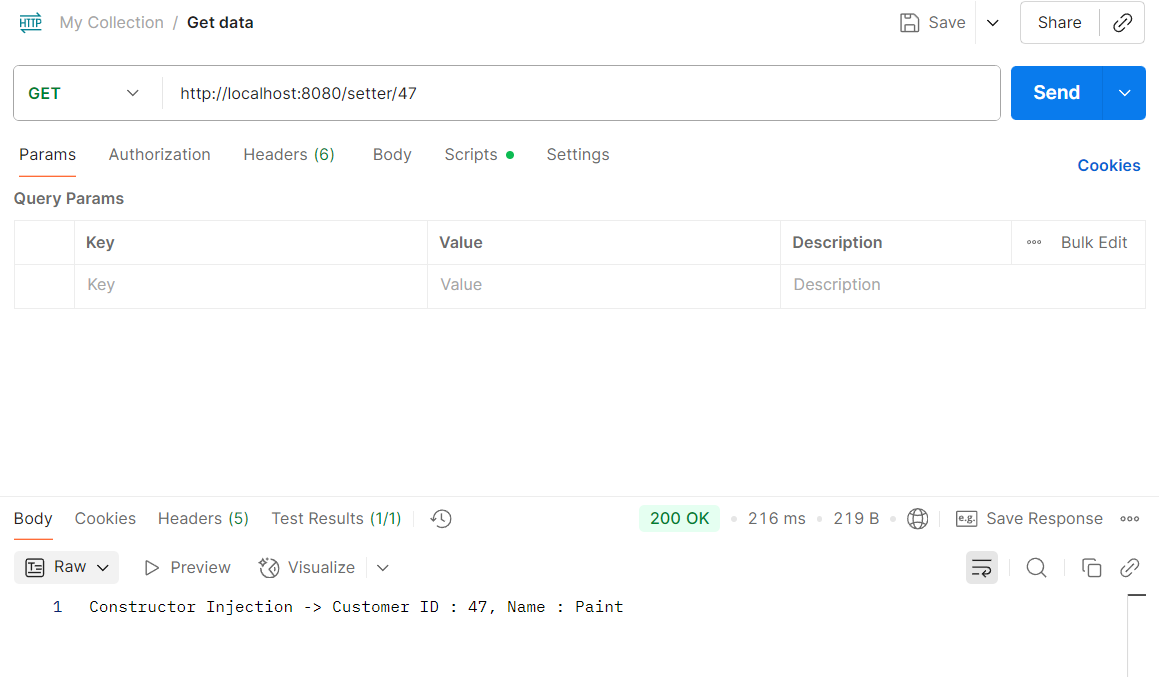 HTTP My Collection / Get data Save Share
GET http://localhost:8080/setter/47 Send
Params Authorization Headers (6) Body Scripts Settings
Cookies
Query Params
Key Value Description Bulk Edit
Key Value Description
Body Cookies Headers (5) Test Results (1/1) 200 OK 216 ms 219 B e.g. Save Response
Raw Preview Visualize
1 Constructor Injection -> Customer ID : 47, Name : Paint